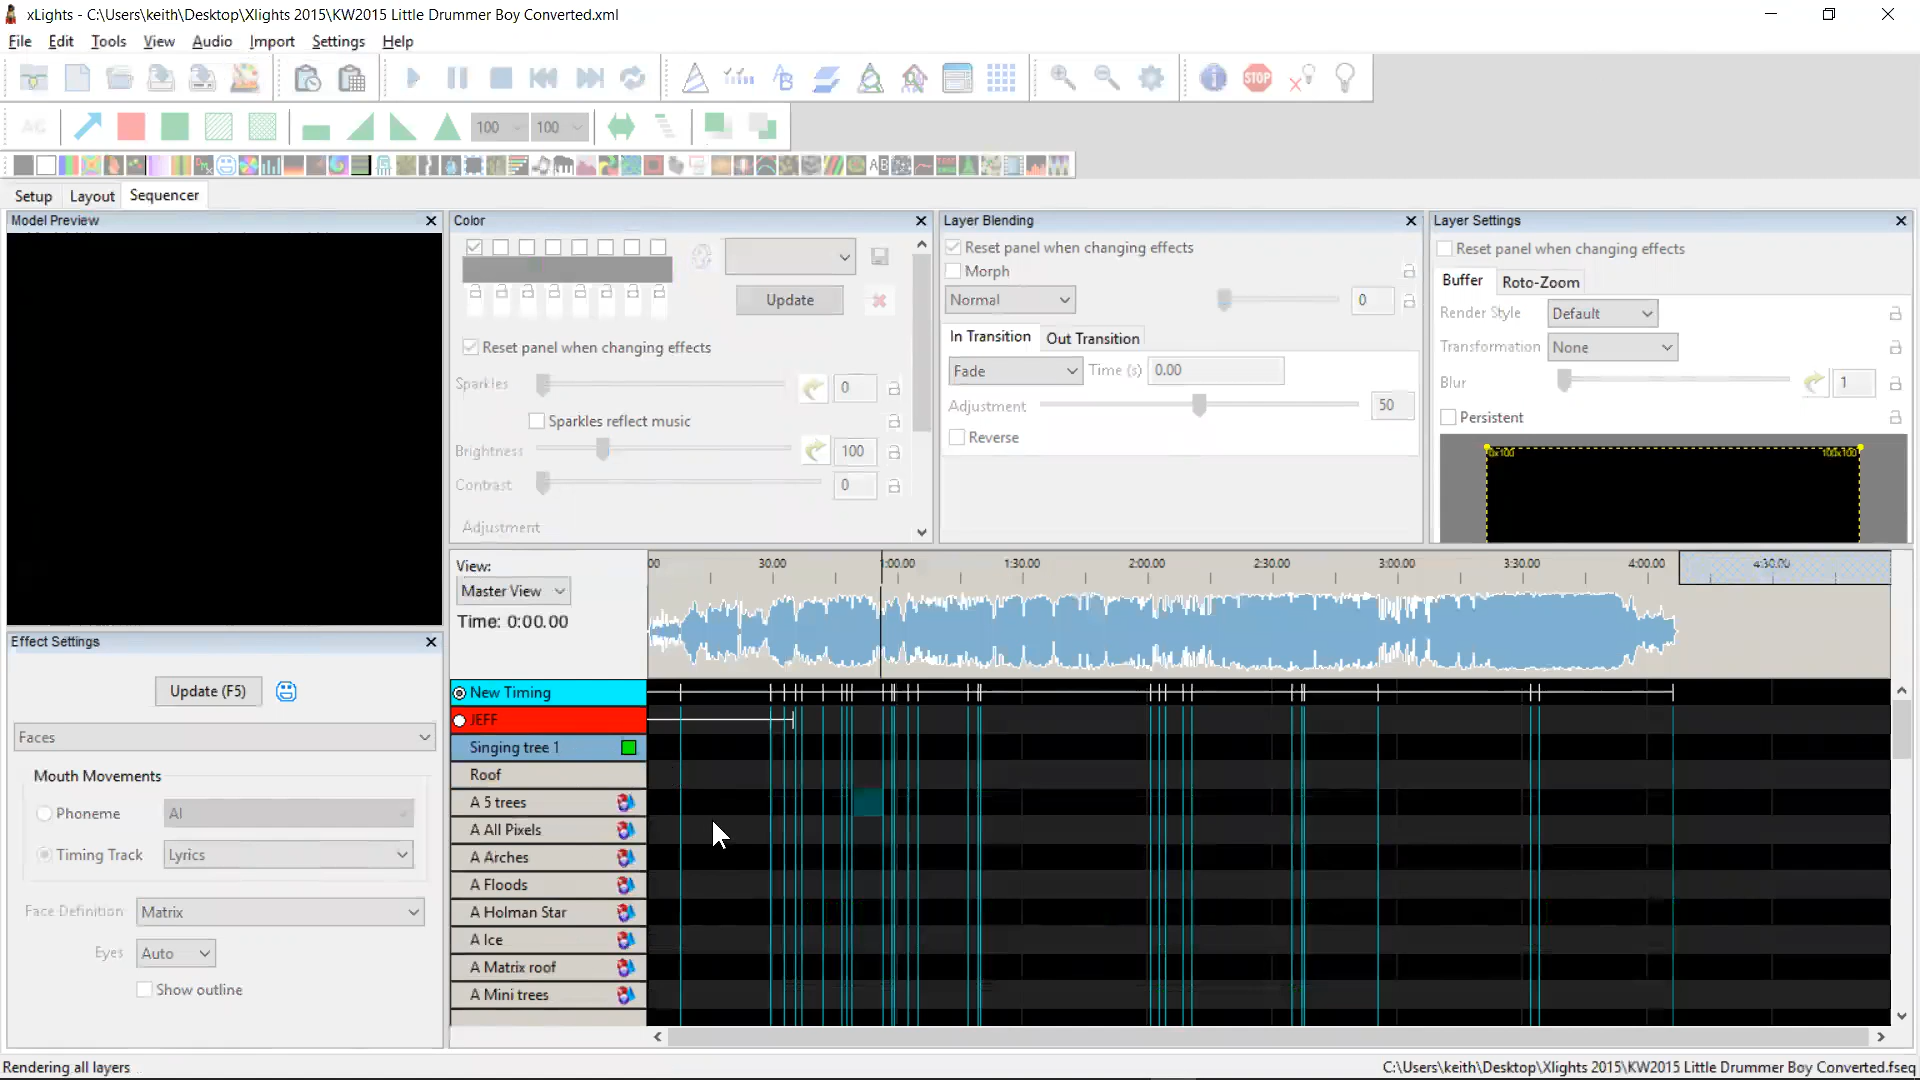 xLights - C:\Users\keith\Desktop\Xlights 2015\KW2015 Little Drummer Boy Converted.xml
File Edit Tools View Audio Import Settings Help
STOP
AC 100 100
AB
Setup Layout Sequencer
Model Preview
Color
Update
Reset panel when changing effects
Sparkles 0
Sparkles reflect music
Brightness 100
Contrast 0
Adjustment
Layer Blending
Reset panel when changing effects
Morph
Normal 0
In Transition Out Transition
Fade Time (s) 0.00
Adjustment 50
Reverse
Layer Settings
Reset panel when changing effects
Buffer Roto-Zoom
Render Style Default
Transformation None
Blur 1
Persistent
0x100 100x100
Effect Settings
Update (F5)
Faces
Mouth Movements
Phoneme AI
Timing Track Lyrics
Face Definition Matrix
Eyes Auto
Show outline
View:
Master View
Time: 0:00.00
00 30.00 1:00.00 1:30.00 2:00.00 2:30.00 3:00.00 3:30.00 4:00.00 4:30.00
New Timing
JEFF
Singing tree 1
Roof
A 5 trees
A All Pixels
A Arches
A Floods
A Holman Star
A Ice
A Matrix roof
A Mini trees
Rendering all layers
C:\Users\keith\Desktop\Xlights 2015\KW2015 Little Drummer Boy Converted.fseq